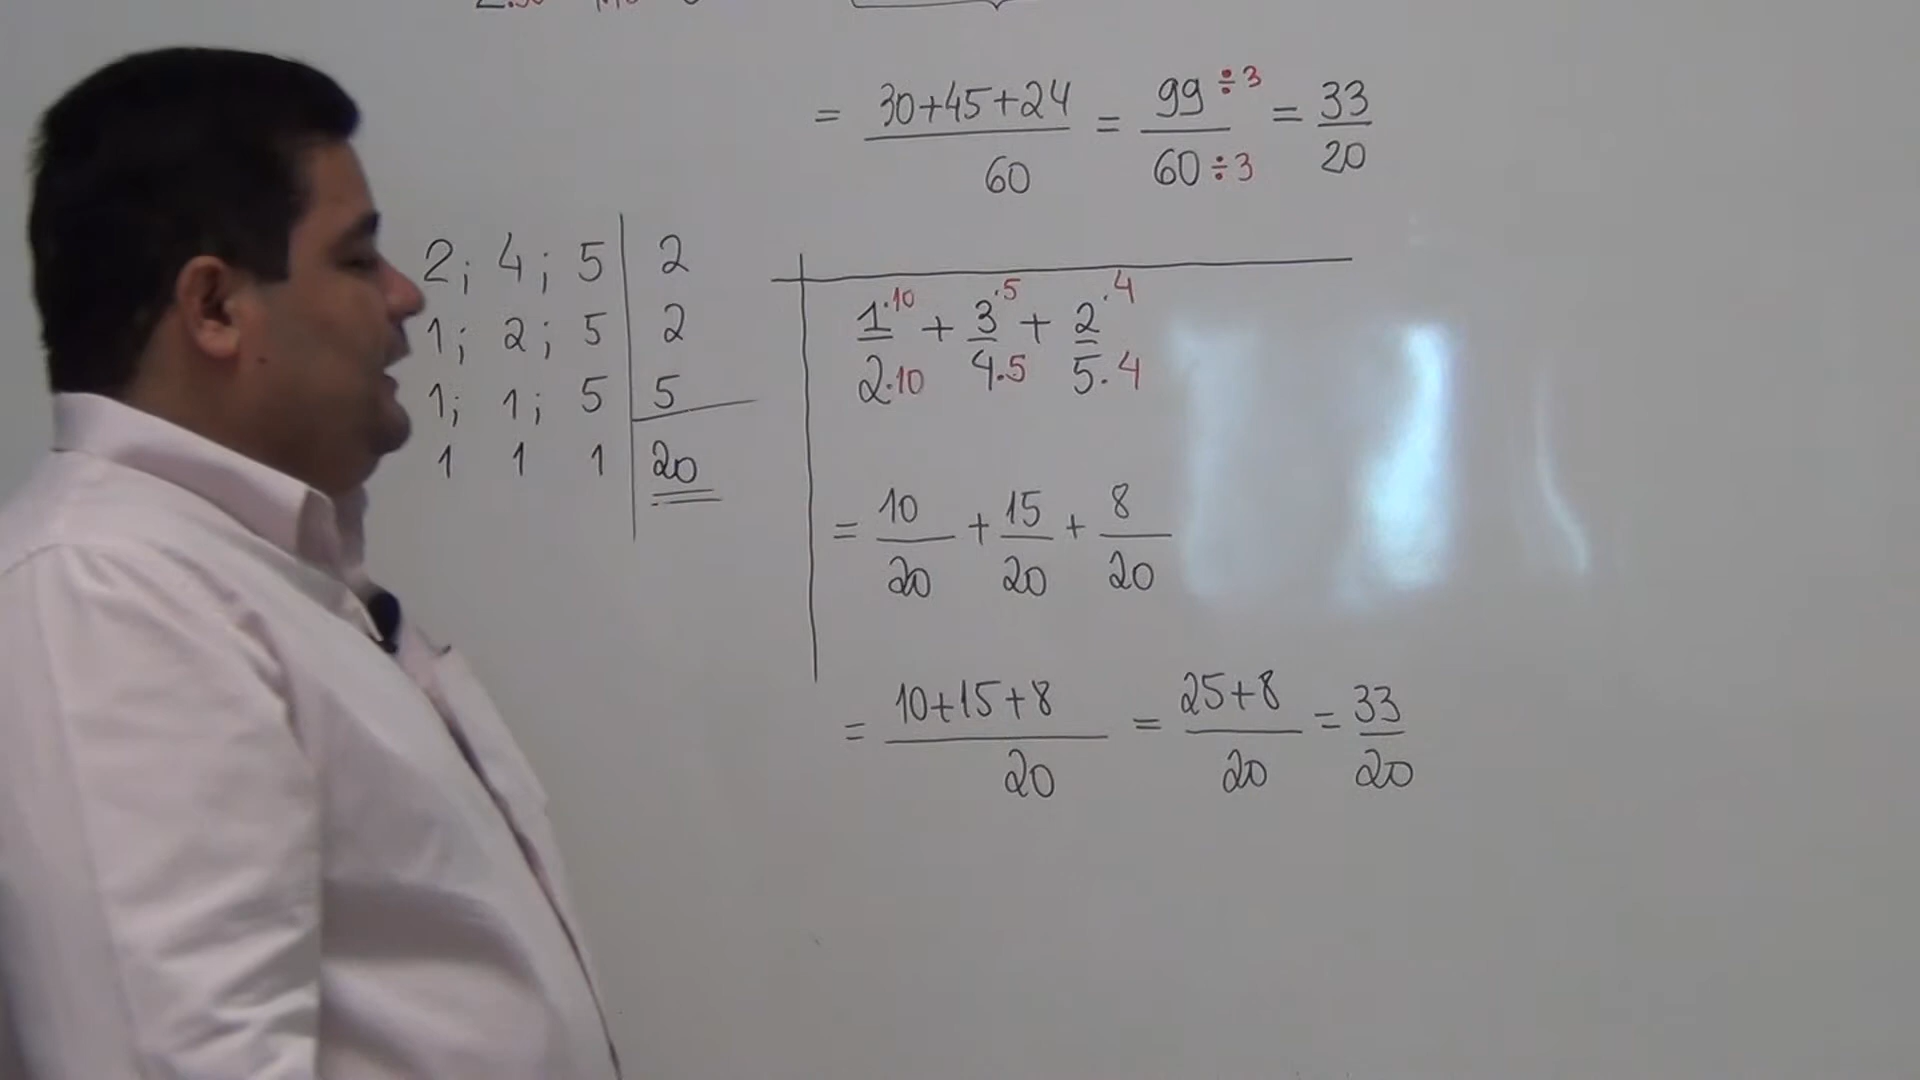 = 30+45+24/60 = 99÷3/60÷3 = 33/20
2; 4; 5 | 2
1; 2; 5 | 2
1; 1; 5 | 5
1 1 1 | 20
1·10/2·10 + 3·5/4·5 + 2·4/5·4
= 10/20 + 15/20 + 8/20
= 10+15+8/20 = 25+8/20 = 33/20